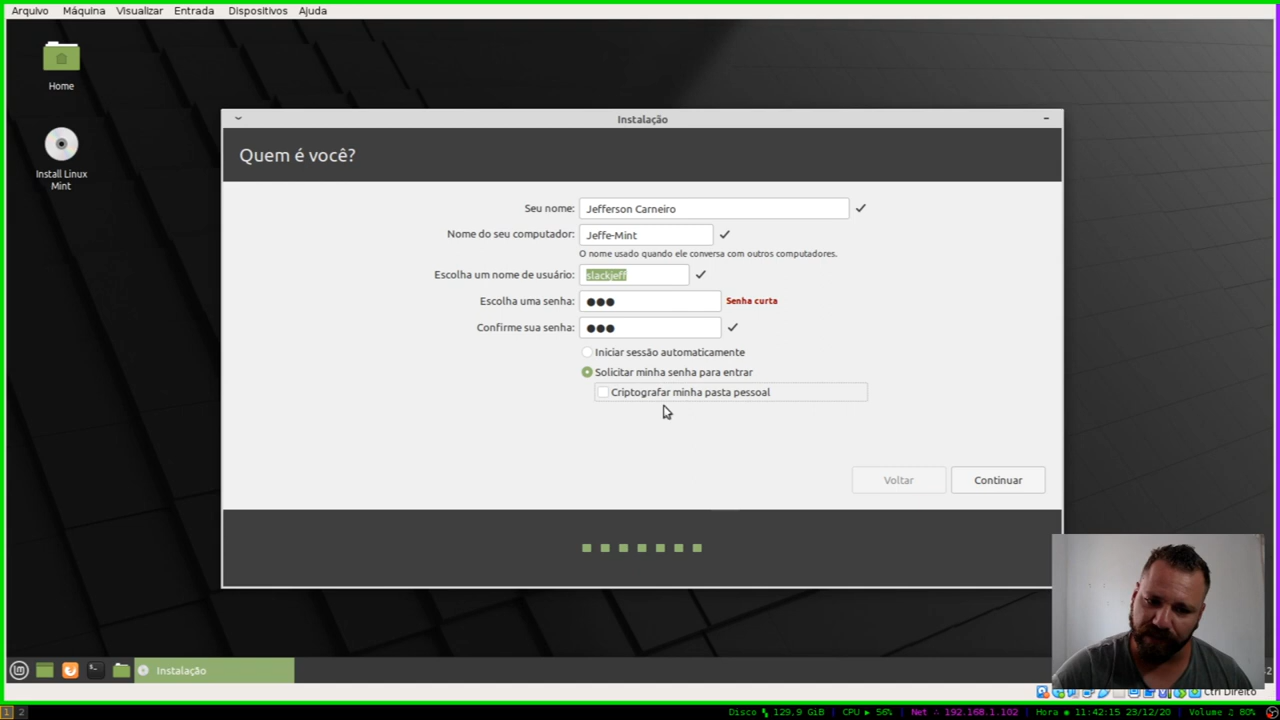 Arquivo Máquina Visualizar Entrada Dispositivos Ajuda
Home
Install Linux
Mint
Instalação
Quem é você?
Seu nome: Jefferson Carneiro
Nome do seu computador: Jeffe-Mint
O nome usado quando ele conversa com outros computadores.
Escolha um nome de usuário: slackjeff
Escolha uma senha: Senha curta
Confirme sua senha:
Iniciar sessão automaticamente
Solicitar minha senha para entrar
Criptografar minha pasta pessoal
Voltar Continuar
Instalação
Ctrl Direito
1 2 Disco 129,9 GiB CPU 56% Net 192.168.1.102 Hora 11:42:15 23/12/20 Volume 80%